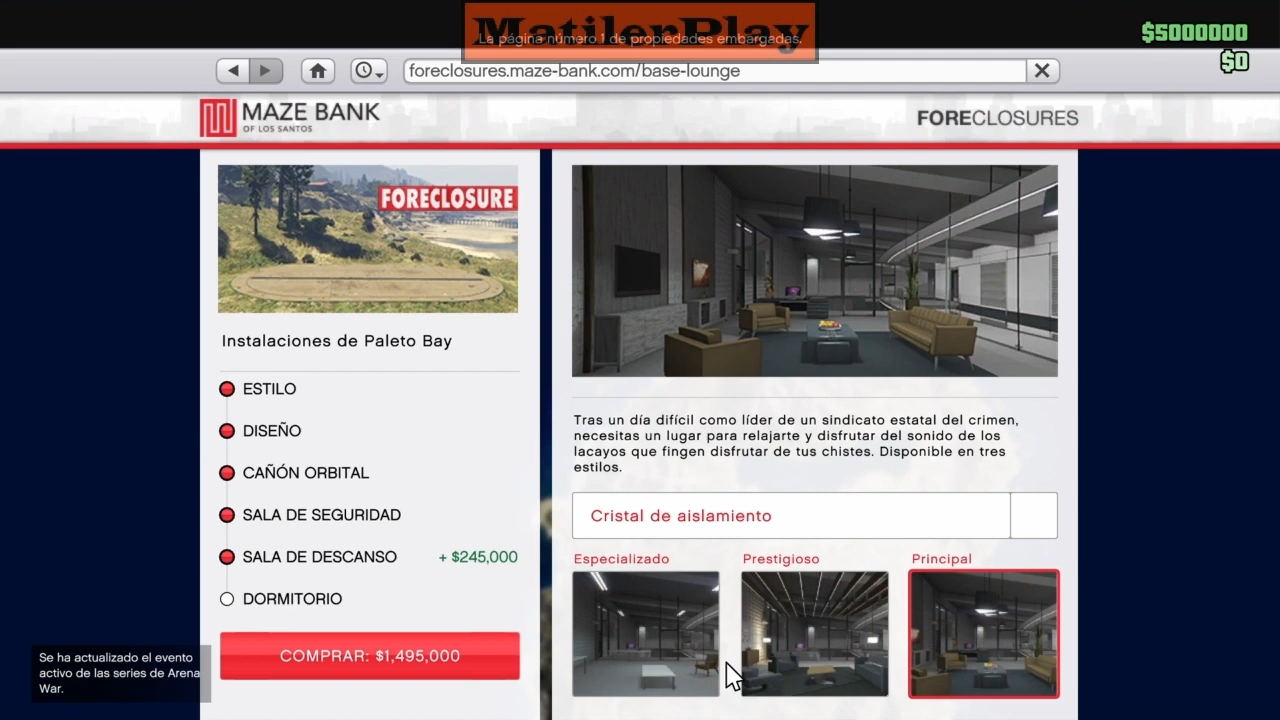 MatilerPlay
La página número 1 de propiedades embargadas.
$5000000
$0
foreclosures.maze-bank.com/base-lounge
MAZE BANK
OF LOS SANTOS
FORECLOSURES
FORECLOSURE
Instalaciones de Paleto Bay
ESTILO
DISEÑO
CAÑÓN ORBITAL
SALA DE SEGURIDAD
SALA DE DESCANSO + $245,000
DORMITORIO
COMPRAR: $1,495,000
Se ha actualizado el evento
activo de las series de Arena
War.
Tras un día difícil como líder de un sindicato estatal del crimen,
necesitas un lugar para relajarte y disfrutar del sonido de los
lacayos que fingen disfrutar de tus chistes. Disponible en tres
estilos.
Cristal de aislamiento
Especializado
Prestigioso
Principal